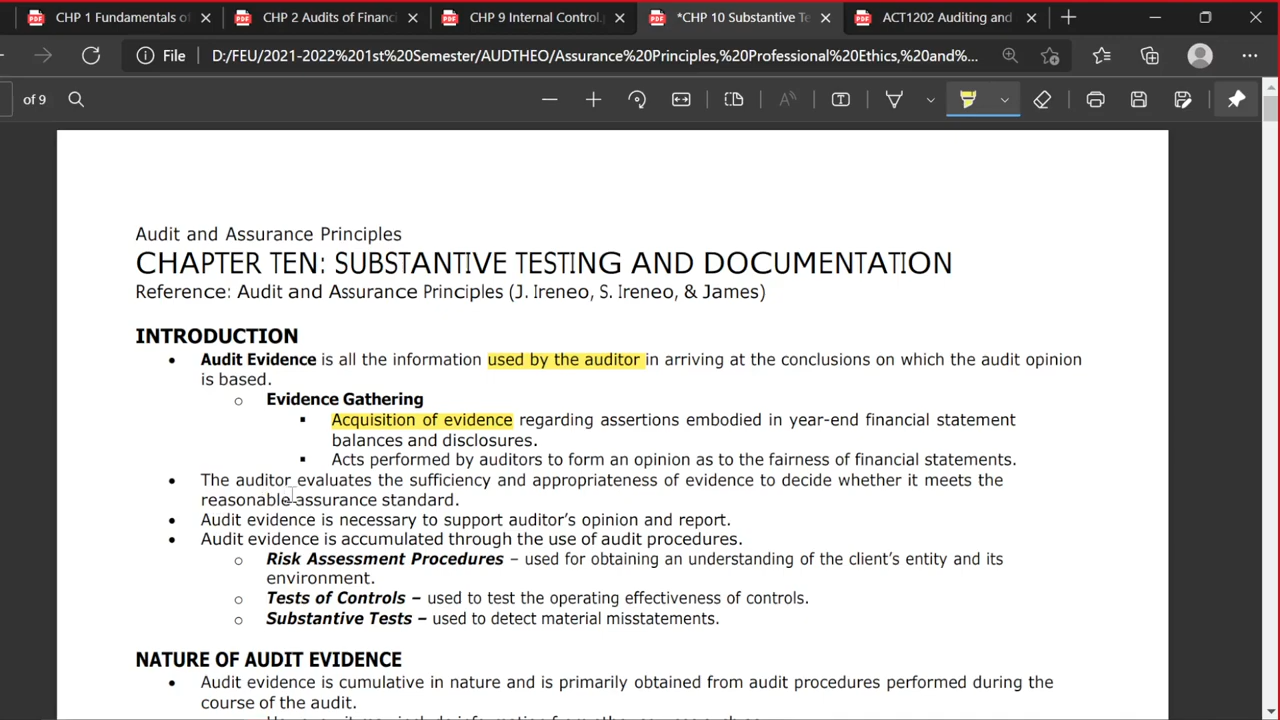 CHP 1 Fundamentals of
CHP 2 Audits of Financi
CHP 9 Internal Control.
*CHP 10 Substantive Te
ACT1202 Auditing and
File
D:/FEU/2021-2022%201st%20Semester/AUDTHEO/Assurance%20Principles,%20Professional%20Ethics,%20and%...
of 9
Audit and Assurance Principles
CHAPTER TEN: SUBSTANTIVE TESTING AND DOCUMENTATION
Reference: Audit and Assurance Principles (J. Ireneo, S. Ireneo, & James)
INTRODUCTION
• Audit Evidence is all the information used by the auditor in arriving at the conclusions on which the audit opinion
is based.
o Evidence Gathering
▪ Acquisition of evidence regarding assertions embodied in year-end financial statement
balances and disclosures.
▪ Acts performed by auditors to form an opinion as to the fairness of financial statements.
• The auditor evaluates the sufficiency and appropriateness of evidence to decide whether it meets the
reasonable assurance standard.
• Audit evidence is necessary to support auditor's opinion and report.
• Audit evidence is accumulated through the use of audit procedures.
o Risk Assessment Procedures – used for obtaining an understanding of the client's entity and its
environment.
o Tests of Controls – used to test the operating effectiveness of controls.
o Substantive Tests – used to detect material misstatements.
NATURE OF AUDIT EVIDENCE
• Audit evidence is cumulative in nature and is primarily obtained from audit procedures performed during the
course of the audit.